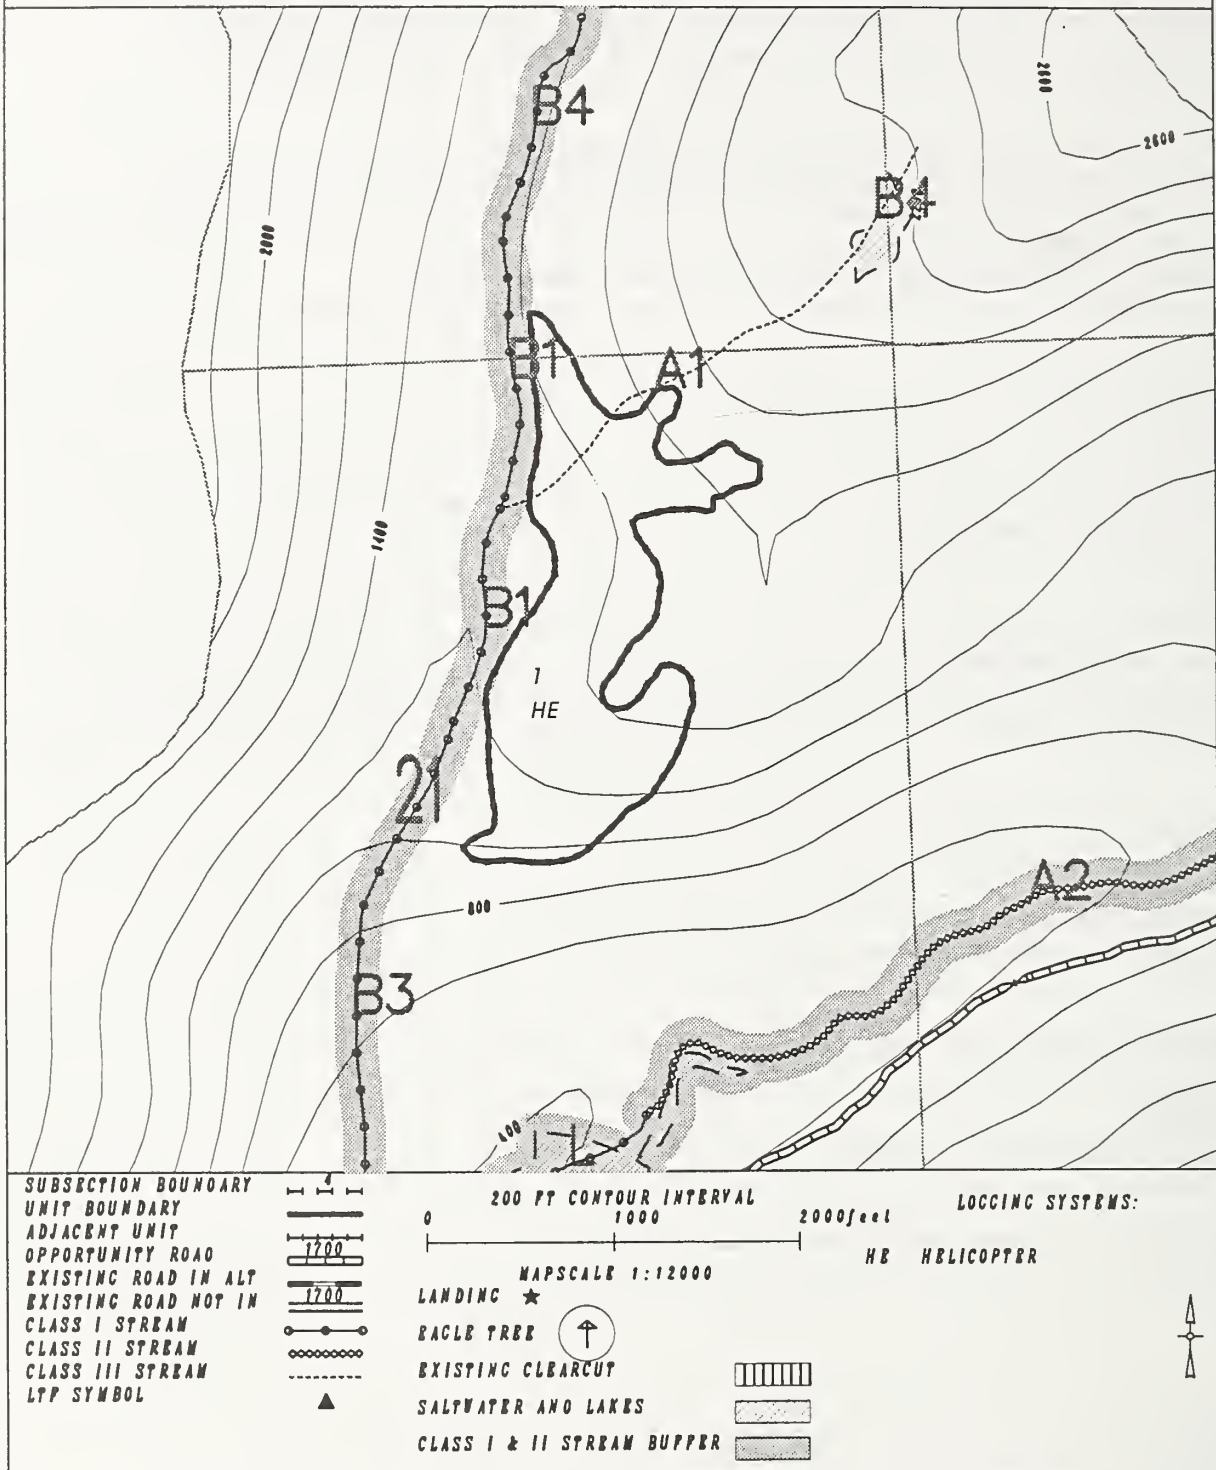 B4
2600
2600
B4
2000
B1
A1
1400
B1
1
HE
21
A2
800
B3
400
SUBSECTION BOUNDARY
UNIT BOUNDARY
ADJACENT UNIT
OPPORTUNITY ROAD 1700
EXISTING ROAD IN ALT
EXISTING ROAD NOT IN 1700
CLASS I STREAM
CLASS II STREAM
CLASS III STREAM
LTF SYMBOL
200 FT CONTOUR INTERVAL
0 1000 2000feet
MAPSCALE 1:12000
LANDING
EAGLE TREE
EXISTING CLEARCUT
SALTWATER AND LAKES
CLASS I & II STREAM BUFFER
LOGGING SYSTEMS:
HE HELICOPTER